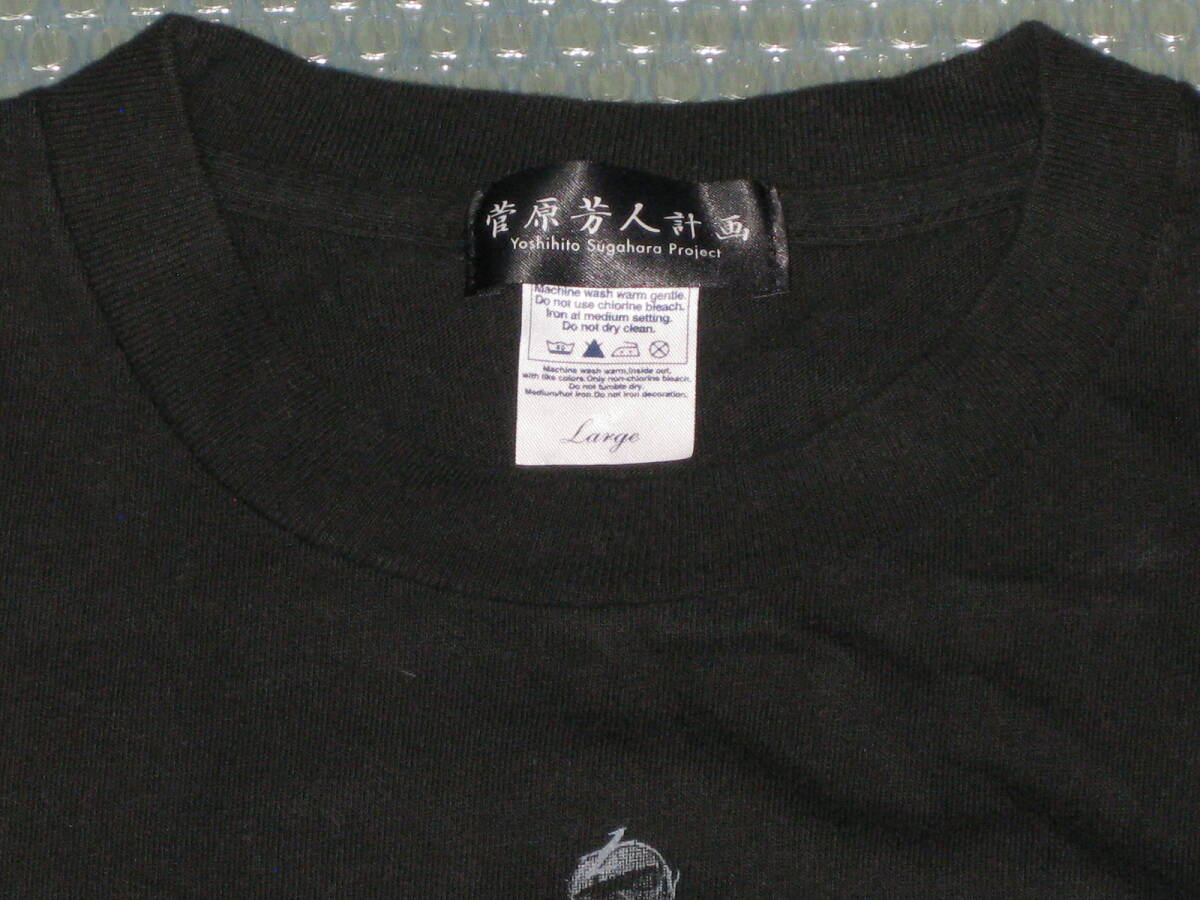 菅原芳人計画
Yoshihito Sugahara Project
Machine wash warm gentle.
Do not use chlorine bleach.
Iron at medium setting.
Do not dry clean.
40
Machine wash warm,inside out,
with like colors.Only non-chlorine bleach.
Do not tumble dry.
Medium/hot iron.Do not iron decoration.
Large